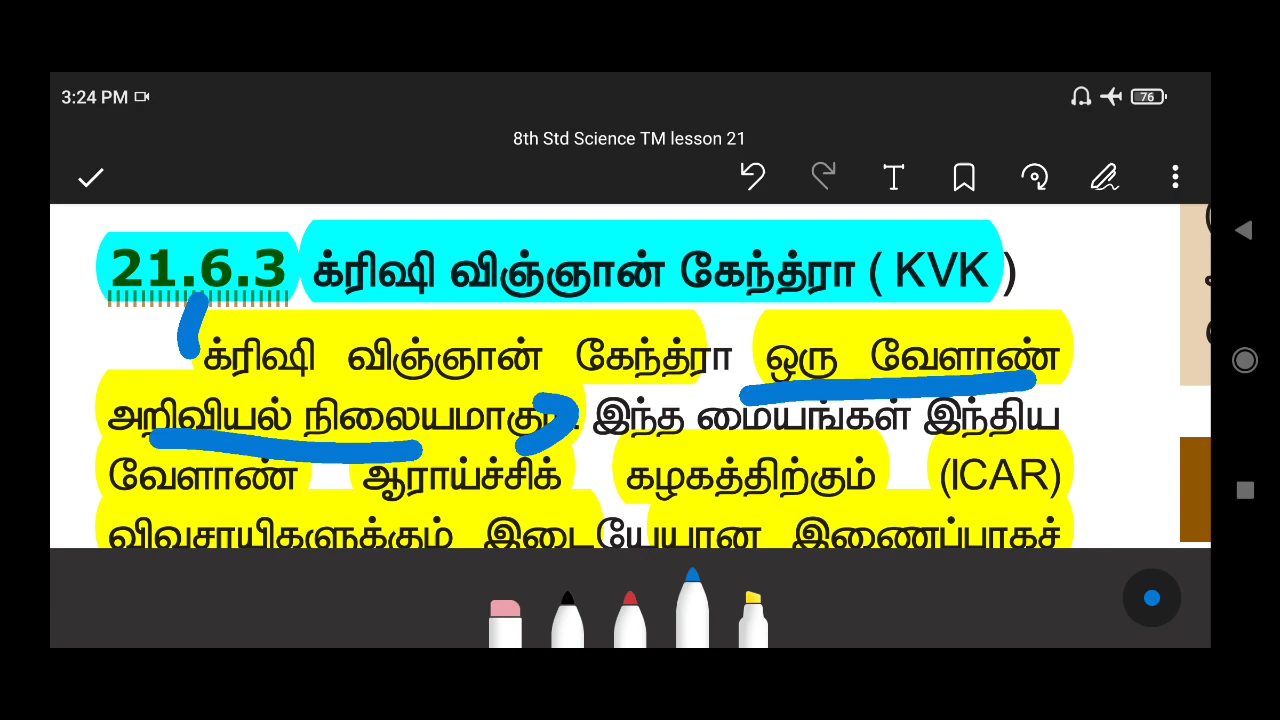 3:24 PM
76
8th Std Science TM lesson 21
21.6.3 க்ரிஷி விஞ்ஞான் கேந்த்ரா ( KVK )
க்ரிஷி விஞ்ஞான் கேந்த்ரா ஒரு வேளாண்
அறிவியல் நிலையமாகும். இந்த மையங்கள் இந்திய
வேளாண் ஆராய்ச்சிக் கழகத்திற்கும் (ICAR)
விவசாயிகளுக்கும் இடையேயான இணைப்பாகச்